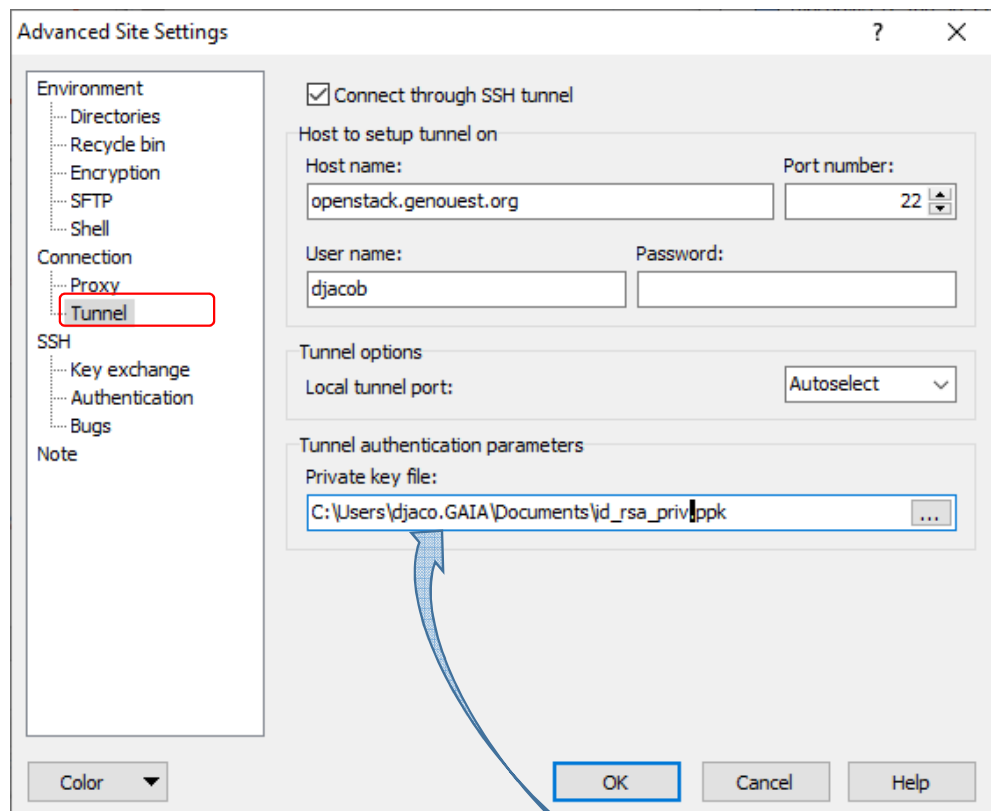 Advanced Site Settings ? ✕
Environment
Directories
Recycle bin
Encryption
SFTP
Shell
Connection
Proxy
Tunnel
SSH
Key exchange
Authentication
Bugs
Note
Connect through SSH tunnel
Host to setup tunnel on
Host name: Port number:
openstack.genouest.org 22
User name: Password:
djacob
Tunnel options
Local tunnel port: Autoselect
Tunnel authentication parameters
Private key file:
C:\Users\djaco.GAIA\Documents\id_rsa_priv.ppk ...
Color OK Cancel Help